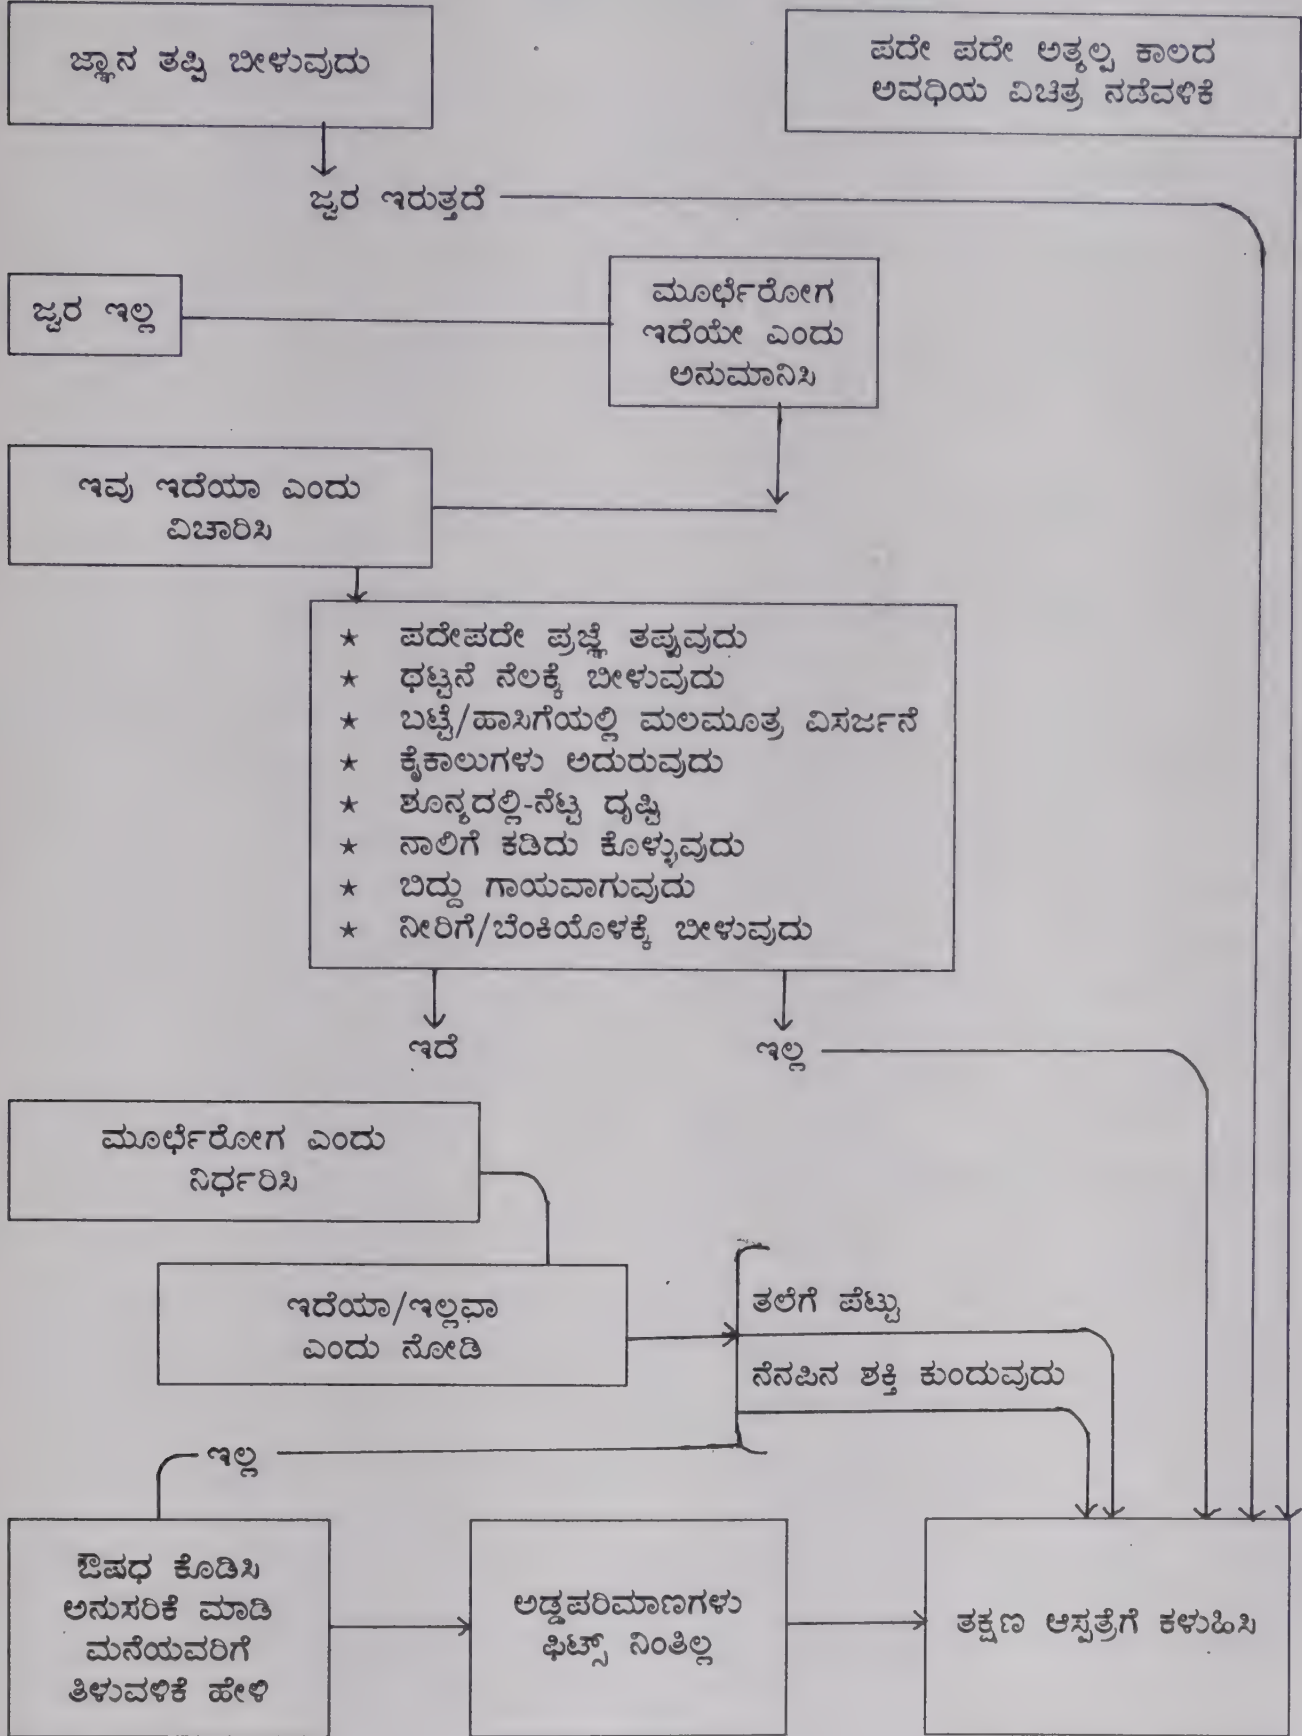 ಜ್ಞಾನ ತಪ್ಪಿ ಬೀಳುವುದು
ಪದೇ ಪದೇ ಅತ್ಯಲ್ಪ ಕಾಲದ
ಅವಧಿಯ ವಿಚಿತ್ರ ನಡೆವಳಿಕೆ
ಜ್ವರ ಇರುತ್ತದೆ
ಜ್ವರ ಇಲ್ಲ
ಮೂರ್ಛೆರೋಗ
ಇದೆಯೇ ಎಂದು
ಅನುಮಾನಿಸಿ
ಇವು ಇದೆಯಾ ಎಂದು
ವಿಚಾರಿಸಿ
★ ಪದೇಪದೇ ಪ್ರಜ್ಞೆ ತಪ್ಪುವುದು
★ ಥಟ್ಟನೆ ನೆಲಕ್ಕೆ ಬೀಳುವುದು
★ ಬಟ್ಟೆ/ಹಾಸಿಗೆಯಲ್ಲಿ ಮಲಮೂತ್ರ ವಿಸರ್ಜನೆ
★ ಕೈಕಾಲುಗಳು ಅದುರುವುದು
★ ಶೂನ್ಯದಲ್ಲಿ-ನೆಟ್ಟ ದೃಷ್ಟಿ
★ ನಾಲಿಗೆ ಕಡಿದು ಕೊಳ್ಳುವುದು
★ ಬಿದ್ದು ಗಾಯವಾಗುವುದು
★ ನೀರಿಗೆ/ಬೆಂಕಿಯೊಳಕ್ಕೆ ಬೀಳುವುದು
ಇದೆ
ಇಲ್ಲ
ಮೂರ್ಛೆರೋಗ ಎಂದು
ನಿರ್ಧರಿಸಿ
ಇದೆಯಾ/ಇಲ್ಲವಾ
ಎಂದು ನೋಡಿ
ತಲೆಗೆ ಪೆಟ್ಟು
ನೆನಪಿನ ಶಕ್ತಿ ಕುಂದುವುದು
ಇಲ್ಲ
ಔಷಧ ಕೊಡಿಸಿ
ಅನುಸರಿಕೆ ಮಾಡಿ
ಮನೆಯವರಿಗೆ
ತಿಳುವಳಿಕೆ ಹೇಳಿ
ಅಡ್ಡಪರಿಮಾಣಗಳು
ಫಿಟ್ಸ್ ನಿಂತಿಲ್ಲ
ತಕ್ಷಣ ಆಸ್ಪತ್ರೆಗೆ ಕಳುಹಿಸಿ